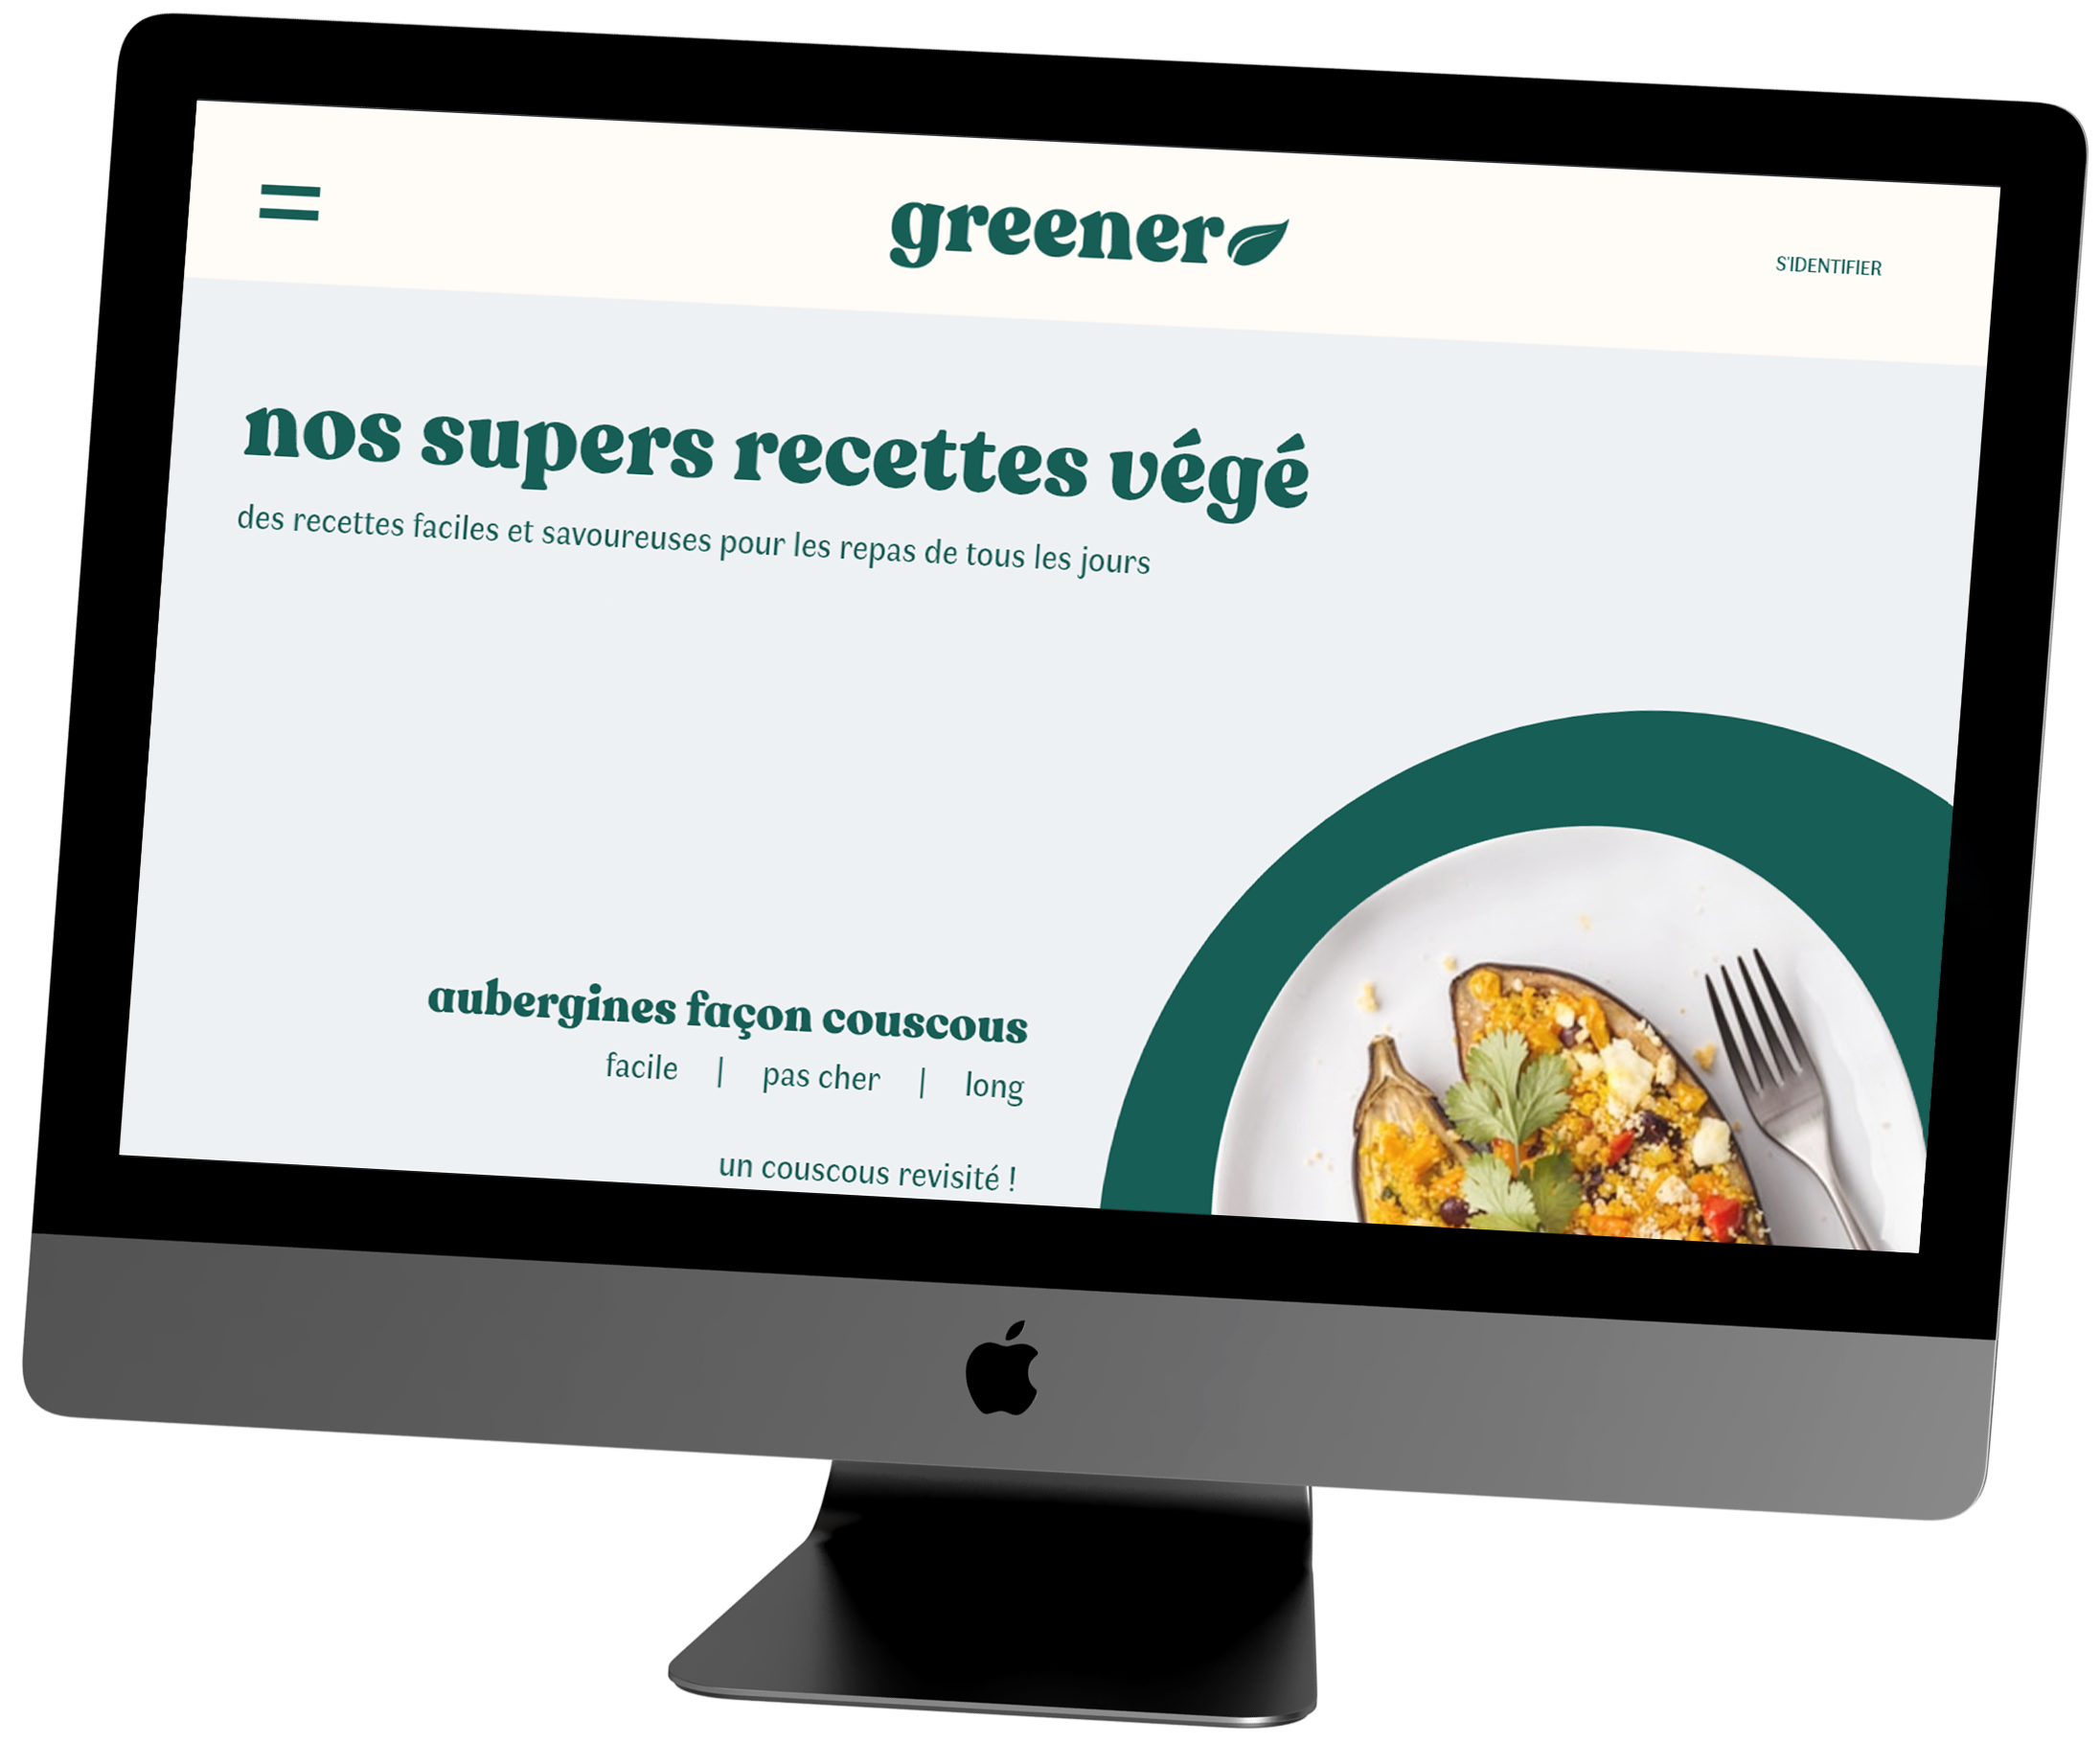 greener
S'IDENTIFIER
nos supers recettes végé
des recettes faciles et savoureuses pour les repas de tous les jours
aubergines façon couscous
facile | pas cher | long
un couscous revisité !